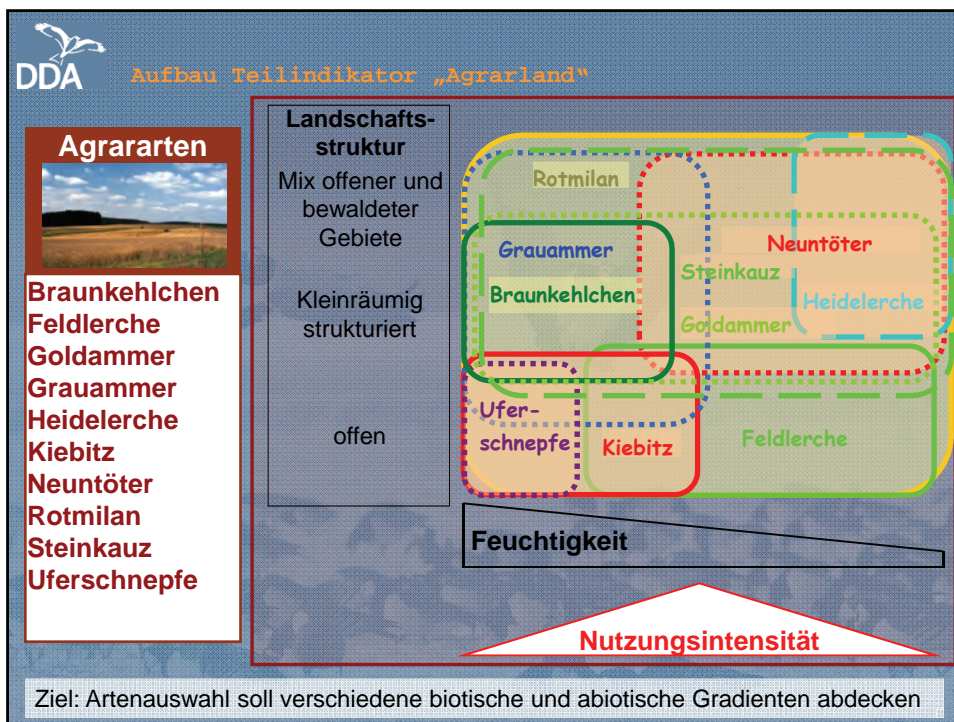 DDA
Aufbau Teilindikator „Agrarland“
Agrararten
Braunkehlchen
Feldlerche
Goldammer
Grauammer
Heidelerche
Kiebitz
Neuntöter
Rotmilan
Steinkauz
Uferschnepfe
Landschafts-
struktur
Mix offener und
bewaldeter
Gebiete
Kleinräumig
strukturiert
offen
Rotmilan
Grauammer
Neuntöter
Steinkauz
Braunkehlchen
Heidelerche
Goldammer
Ufer-
schnepfe
Kiebitz
Feldlerche
Feuchtigkeit
Nutzungsintensität
Ziel: Artenauswahl soll verschiedene biotische und abiotische Gradienten abdecken